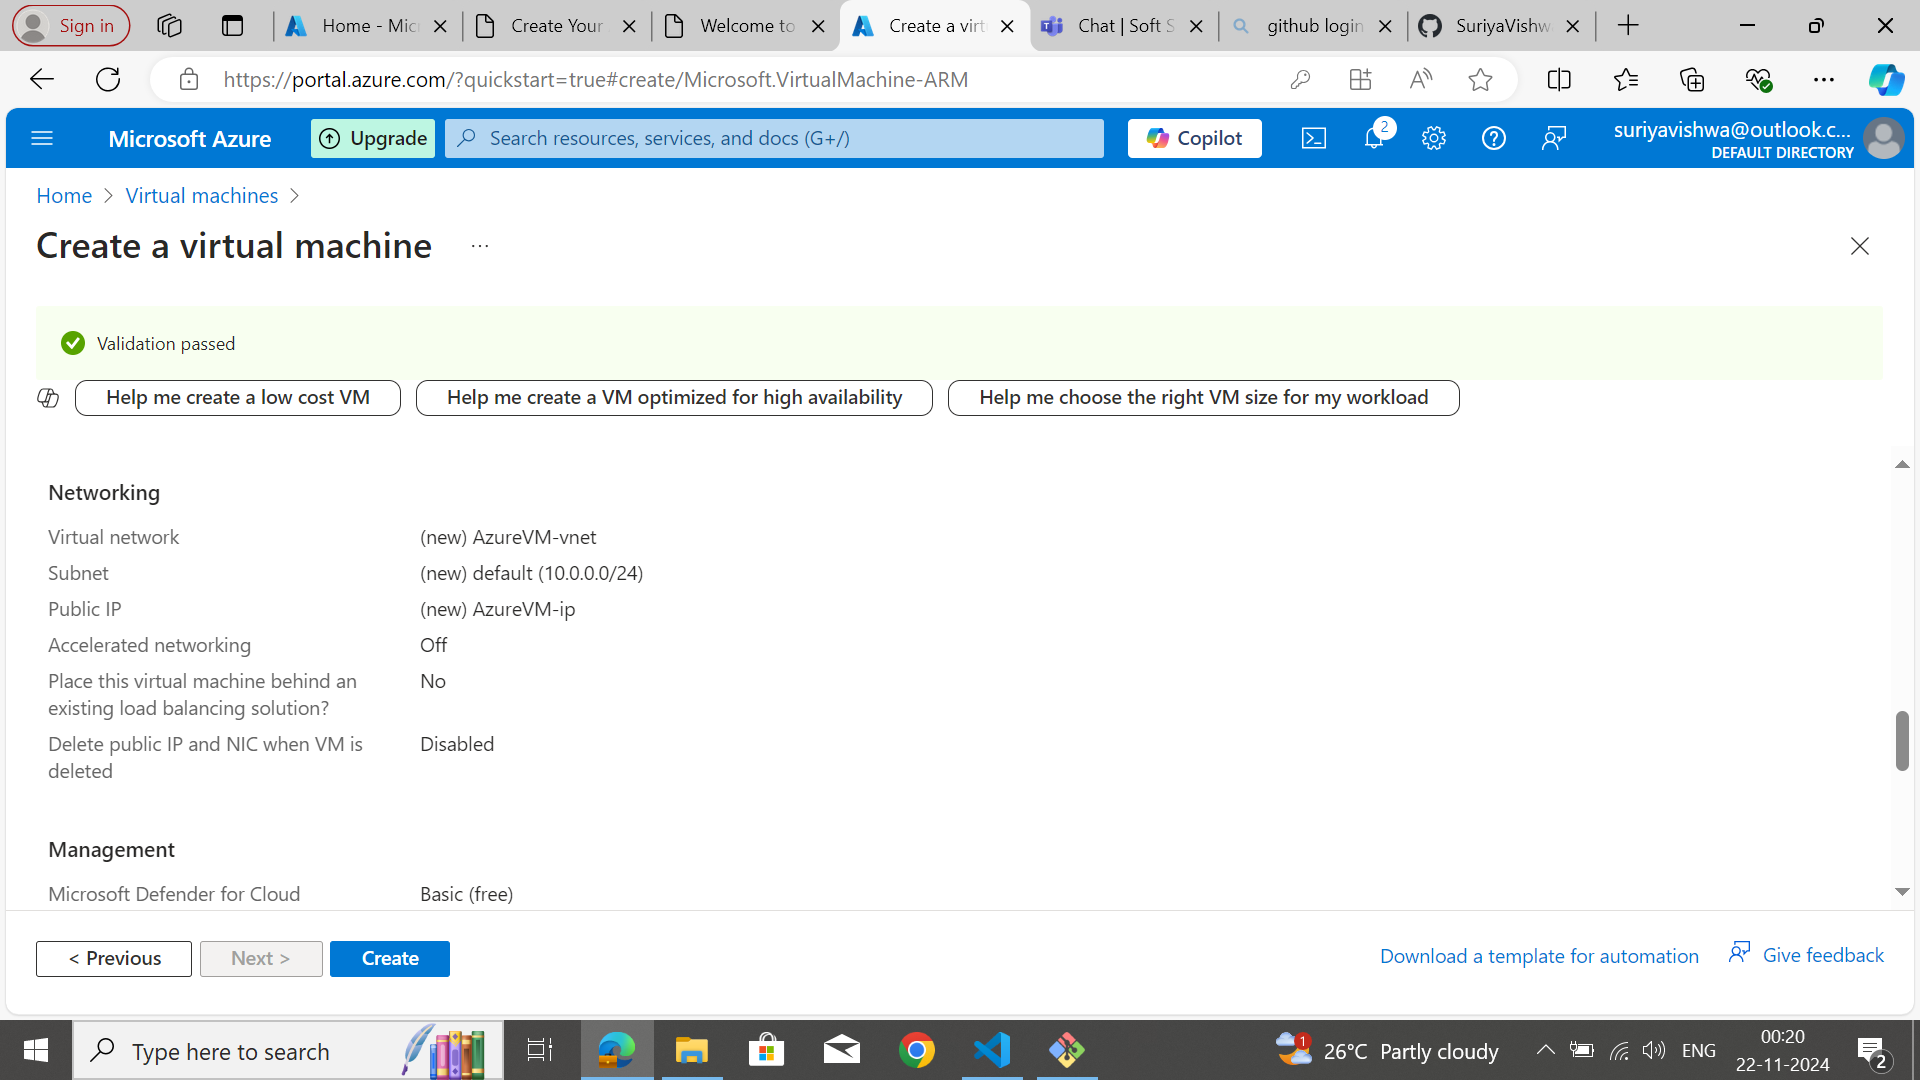 Sign in
Home - Mic
Create Your
Welcome to
Create a virt
Chat | Soft S
github login
SuriyaVishw
https://portal.azure.com/?quickstart=true#create/Microsoft.VirtualMachine-ARM
Microsoft Azure
Upgrade
Search resources, services, and docs (G+/)
Copilot
2
suriyavishwa@outlook.c...
DEFAULT DIRECTORY
Home > Virtual machines >
Create a virtual machine ...
Validation passed
Help me create a low cost VM
Help me create a VM optimized for high availability
Help me choose the right VM size for my workload
Networking
Virtual network (new) AzureVM-vnet
Subnet (new) default (10.0.0.0/24)
Public IP (new) AzureVM-ip
Accelerated networking Off
Place this virtual machine behind an No
existing load balancing solution?
Delete public IP and NIC when VM is Disabled
deleted
Management
Microsoft Defender for Cloud Basic (free)
< Previous
Next >
Create
Download a template for automation
Give feedback
Type here to search
1
26°C Partly cloudy
ENG
00:20
22-11-2024
2